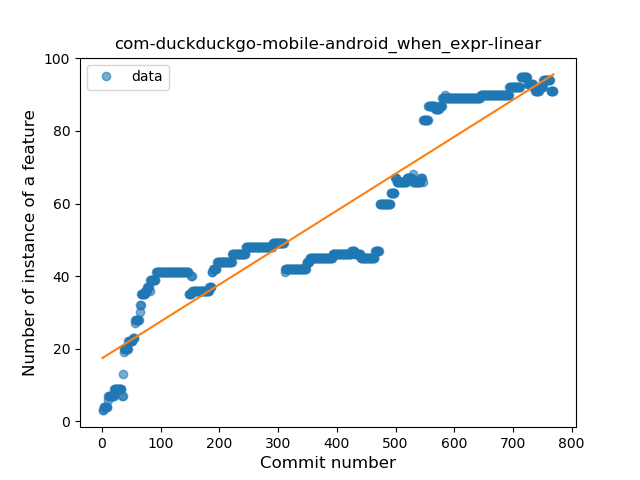 com-duckduckgo-mobile-android_when_expr-linear
data
Number of instance of a feature
100
80
60
40
20
0
0 100 200 300 400 500 600 700 800
Commit number